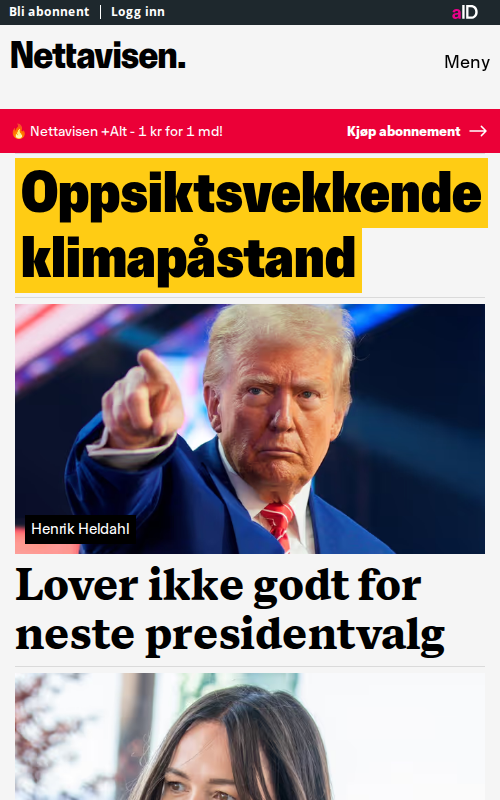 Bli abonnent | Logg inn
aID
Nettavisen.
Meny
🔥 Nettavisen +Alt - 1 kr for 1 md!
Kjøp abonnement →
Oppsiktsvekkende
klimapåstand
Henrik Heldahl
Lover ikke godt for
neste presidentvalg